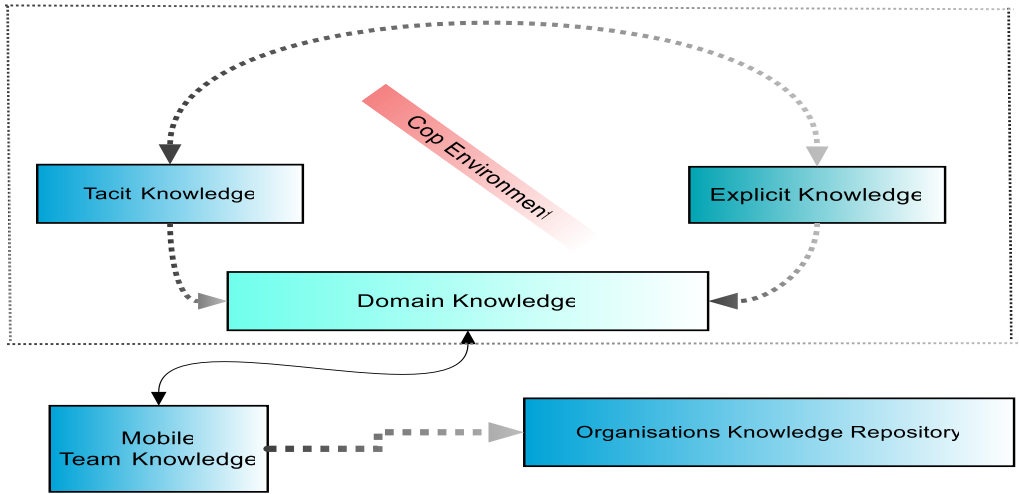 Cop Environment
Tacit Knowledge
Explicit Knowledge
Domain Knowledge
Mobile
Team Knowledge
Organisations Knowledge Repository